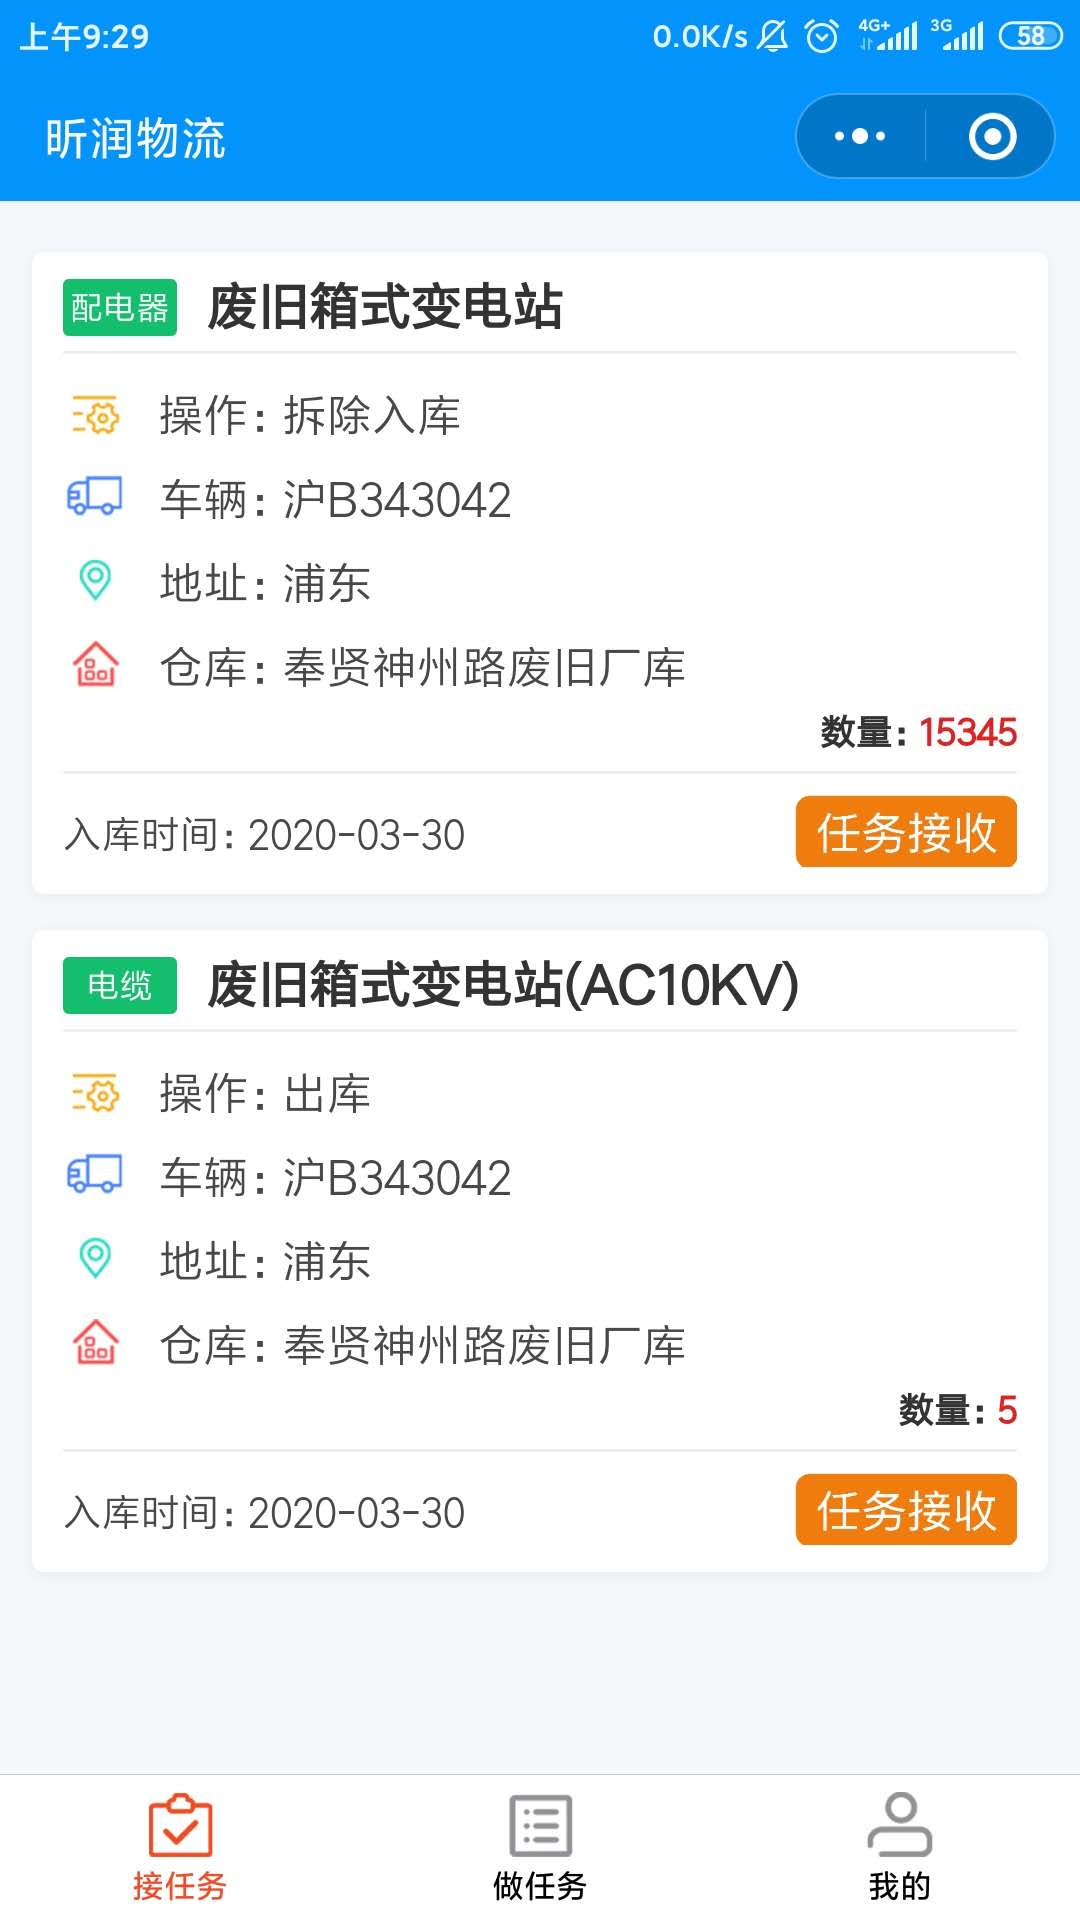 上午9:29
0.0K/s 4G+ 3G 58
昕润物流
配电器 废旧箱式变电站
操作：拆除入库
车辆：沪B343042
地址：浦东
仓库：奉贤神州路废旧厂库
数量：15345
入库时间：2020-03-30
任务接收
电缆 废旧箱式变电站(AC10KV)
操作：出库
车辆：沪B343042
地址：浦东
仓库：奉贤神州路废旧厂库
数量：5
入库时间：2020-03-30
任务接收
接任务 做任务 我的